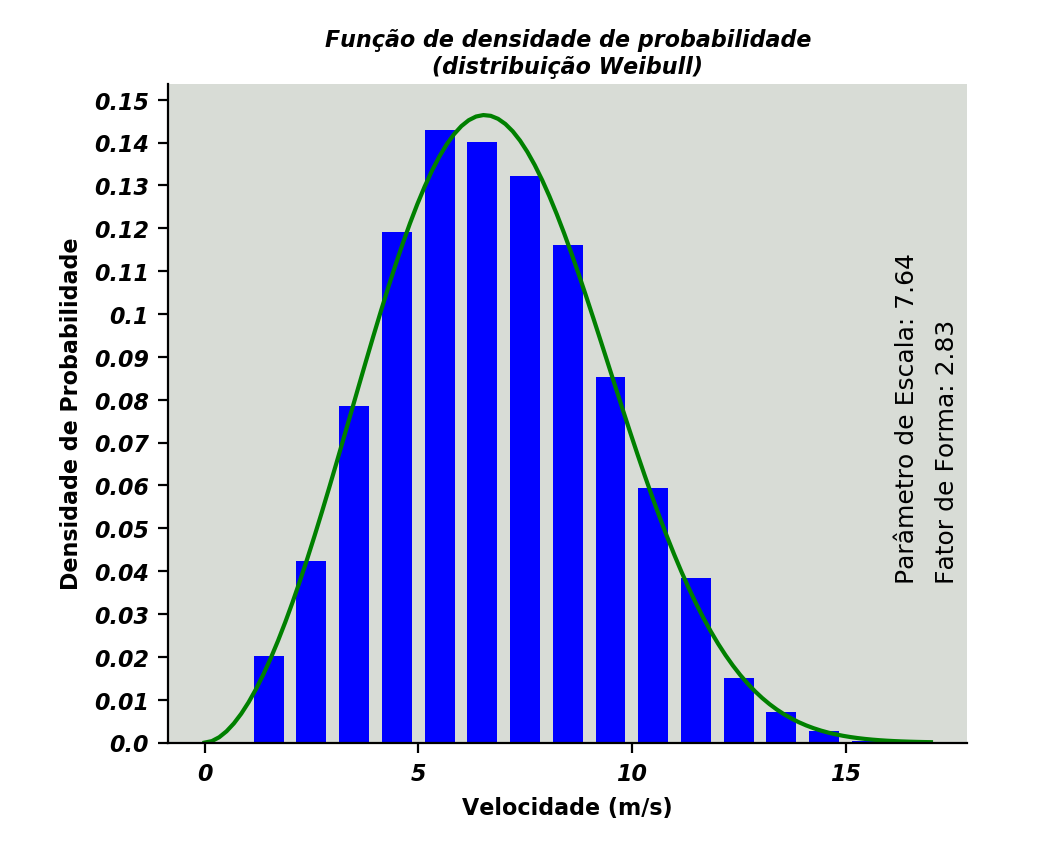 Função de densidade de probabilidade
(distribuição Weibull)
0.15
0.14
0.13
0.12
0.11
0.1
0.09
0.08
0.07
0.06
0.05
0.04
0.03
0.02
0.01
0.0
Densidade de Probabilidade
0 5 10 15
Velocidade (m/s)
Parâmetro de Escala: 7.64
Fator de Forma: 2.83